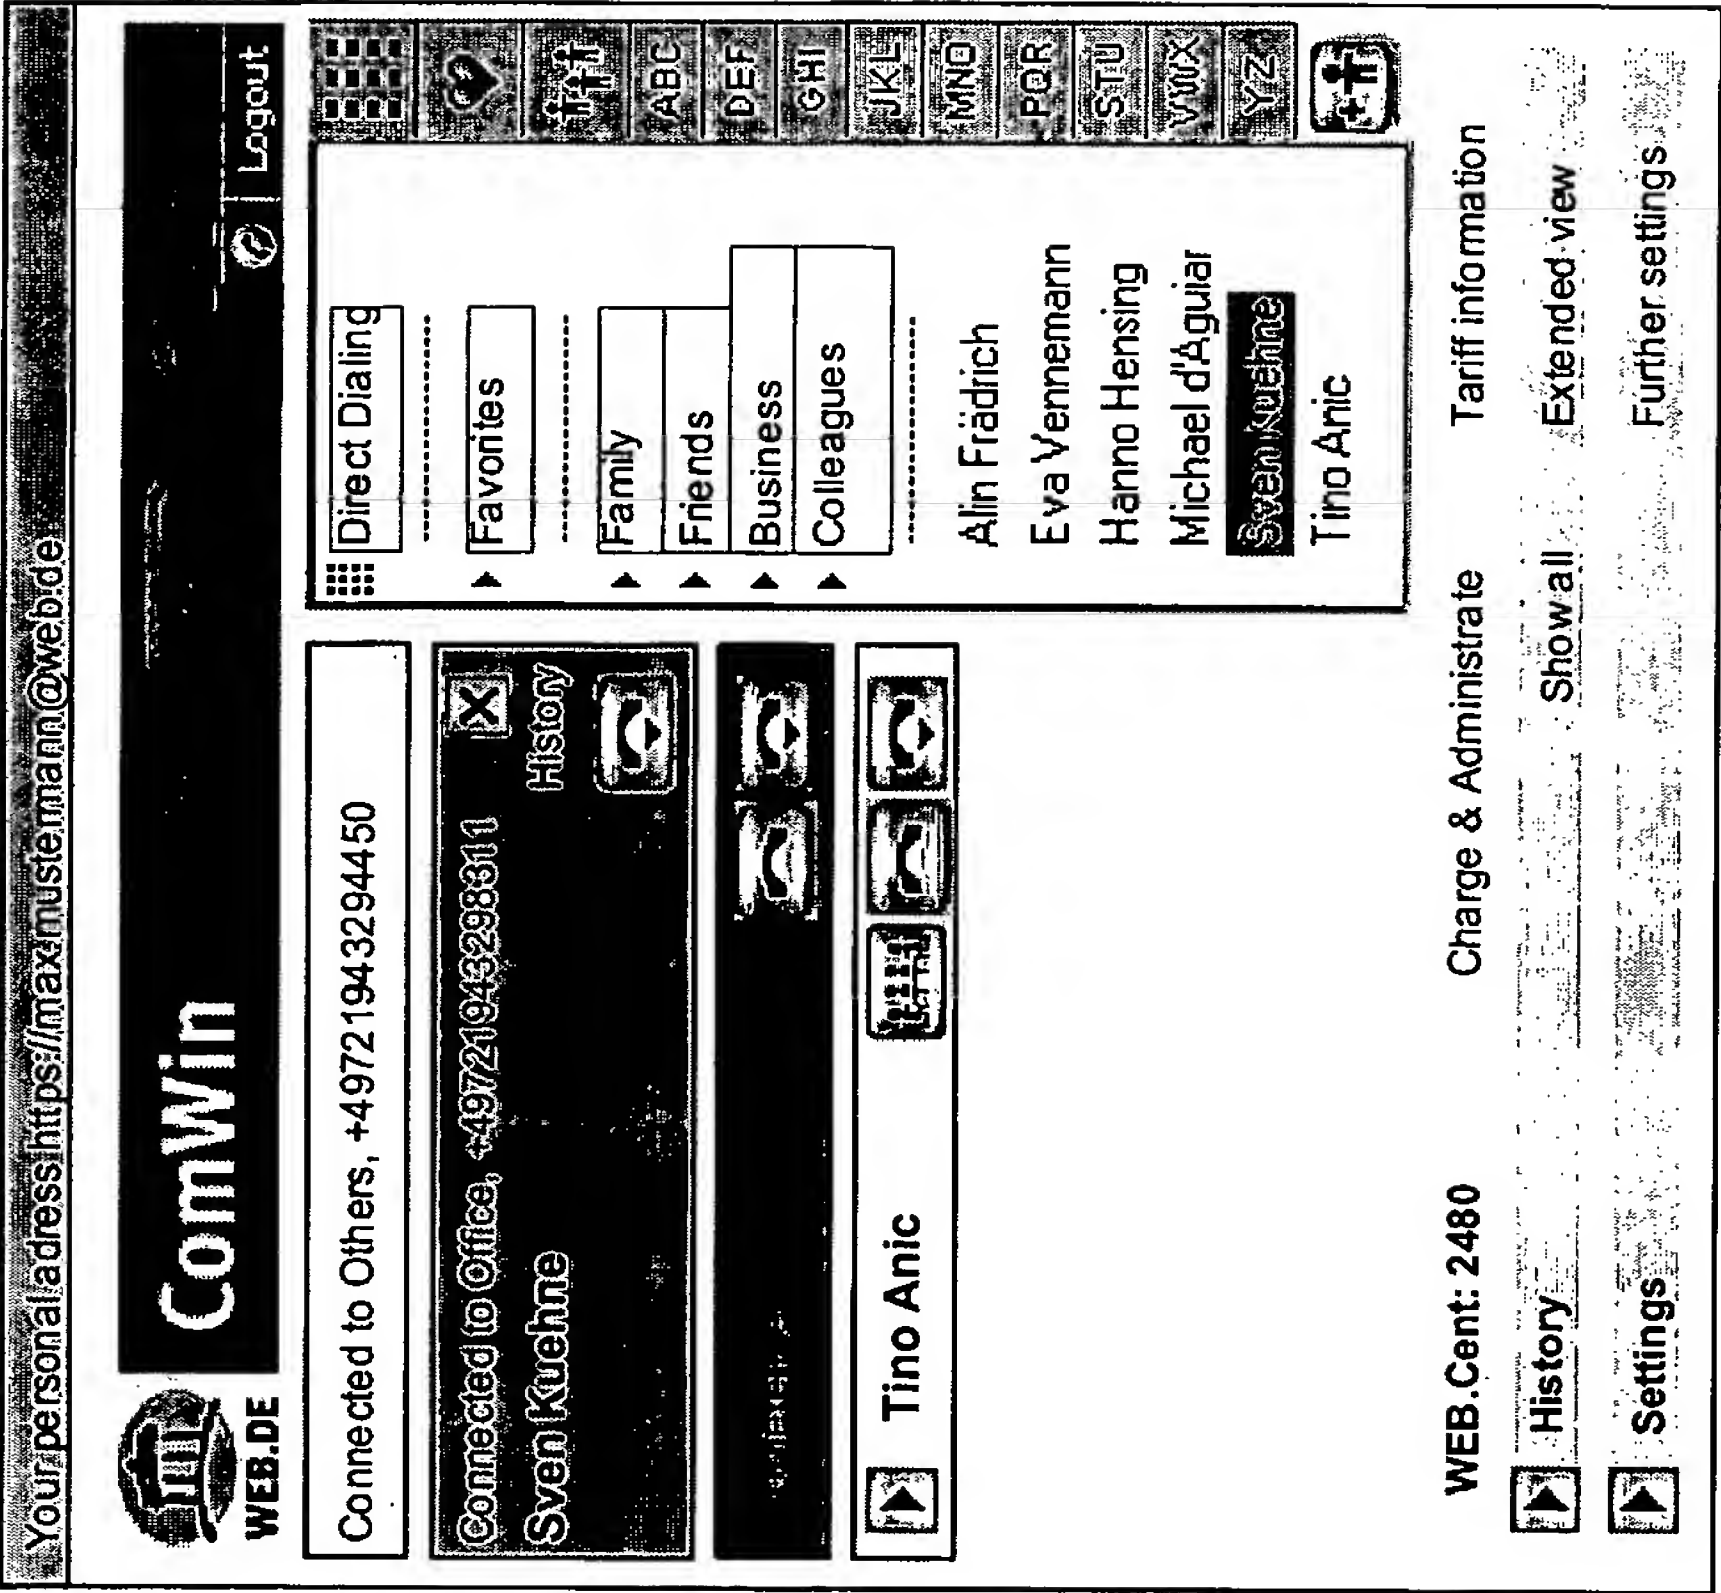 Your personal adress https://max.mustermann@web.de
WEB.DE
ComWin
Logout
Connected to Others, +49721943294450
Connected to Office, +49721943298311
Sven Kuehne
History
Tino Anic
Direct Dialing
Favorites
Family
Friends
Business
Colleagues
Alin Frädrich
Eva Vennemann
Hanno Hensing
Michael d'Aguiar
Sven Kuehne
Tino Anic
ABC
DEF
GHI
JKL
MNO
PQR
STU
VWX
YZ
WEB.Cent: 2480 Charge & Administrate Tariff information
History Show all Extended view
Settings Further settings